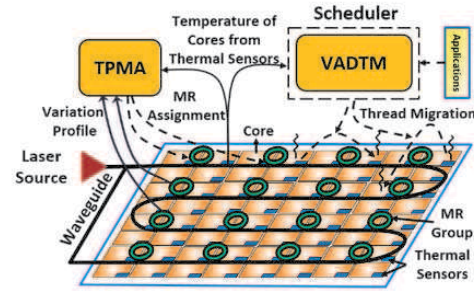 Scheduler
Temperature of
Cores from
Thermal Sensors
TPMA
VADTM
Applications
MR
Assignment
Thread Migration
Variation
Profile
Core
Laser
Source
Waveguide
MR
Group
Thermal
Sensors